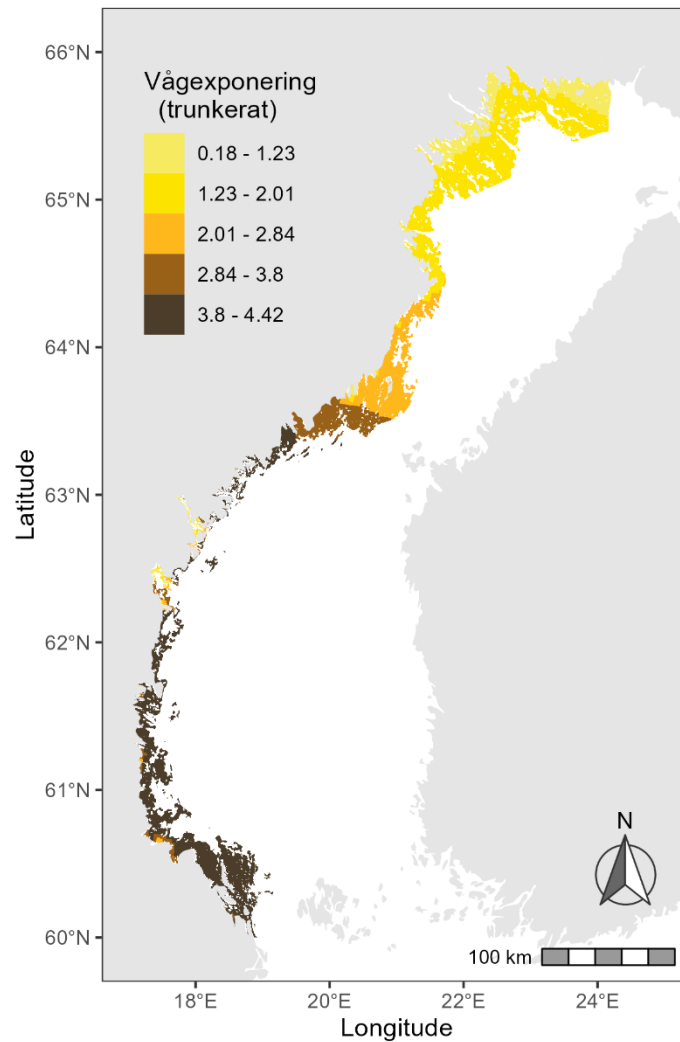 66°N
65°N
64°N
63°N
62°N
61°N
60°N
Latitude
Vågexponering
(trunkerat)
0.18 - 1.23
1.23 - 2.01
2.01 - 2.84
2.84 - 3.8
3.8 - 4.42
N
100 km
18°E
20°E
22°E
24°E
Longitude